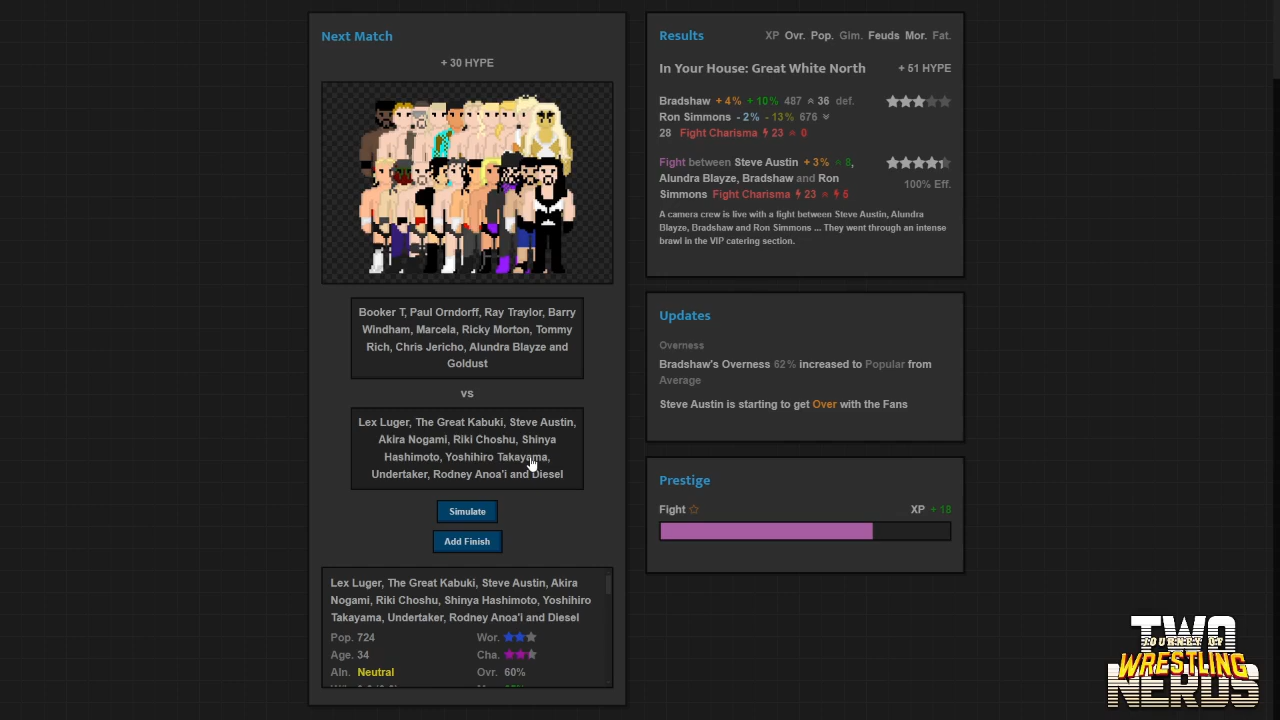 Next Match
+ 30 HYPE
Booker T, Paul Orndorff, Ray Traylor, Barry
Windham, Marcela, Ricky Morton, Tommy
Rich, Chris Jericho, Alundra Blayze and
Goldust
vs
Lex Luger, The Great Kabuki, Steve Austin,
Akira Nogami, Riki Choshu, Shinya
Hashimoto, Yoshihiro Takayama,
Undertaker, Rodney Anoa'i and Diesel
Simulate
Add Finish
Lex Luger, The Great Kabuki, Steve Austin, Akira
Nogami, Riki Choshu, Shinya Hashimoto, Yoshihiro
Takayama, Undertaker, Rodney Anoa'i and Diesel
Pop. 724 Wor.
Age. 34 Cha.
Aln. Neutral Ovr. 60%
Results XP Ovr. Pop. Gim. Feuds Mor. Fat.
In Your House: Great White North + 51 HYPE
Bradshaw + 4% + 10% 487 36 def.
Ron Simmons - 2% - 13% 676
28 Fight Charisma 23 0
Fight between Steve Austin + 3% 8,
Alundra Blayze, Bradshaw and Ron 100% Eff.
Simmons Fight Charisma 23 5
A camera crew is live with a fight between Steve Austin, Alundra
Blayze, Bradshaw and Ron Simmons ... They went through an intense
brawl in the VIP catering section.
Updates
Overness
Bradshaw's Overness 62% increased to Popular from
Average
Steve Austin is starting to get Over with the Fans
Prestige
Fight XP + 18
TWO
JOURNEY OF
WRESTLING
NERDS